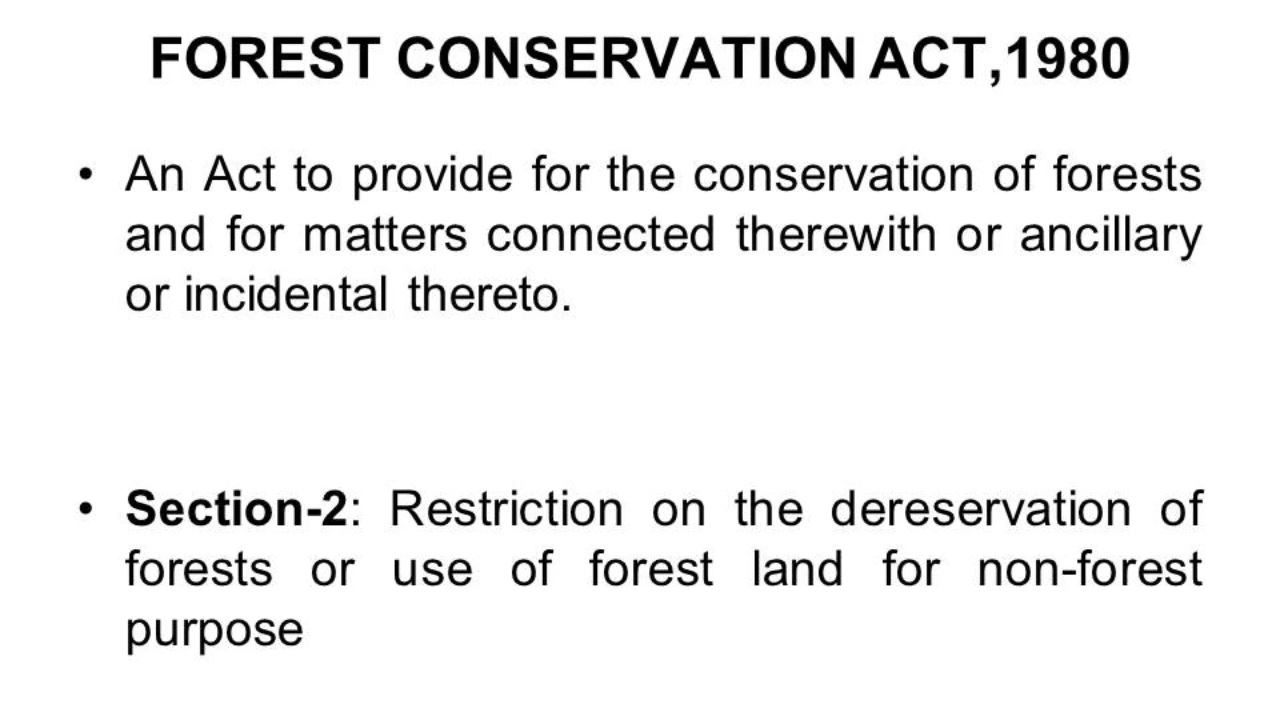 FOREST CONSERVATION ACT,1980
• An Act to provide for the conservation of forests
and for matters connected therewith or ancillary
or incidental thereto.
• Section-2: Restriction on the dereservation of
forests or use of forest land for non-forest
purpose